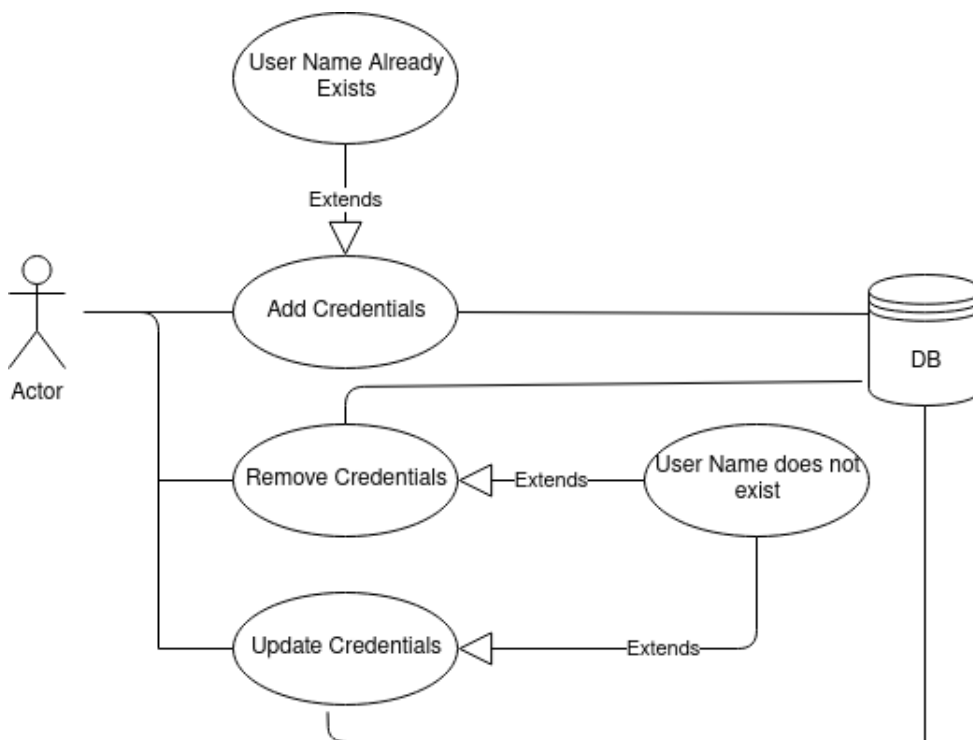 User Name Already
Exists
Extends
Add Credentials
DB
Actor
Remove Credentials
Extends
User Name does not
exist
Update Credentials
Extends